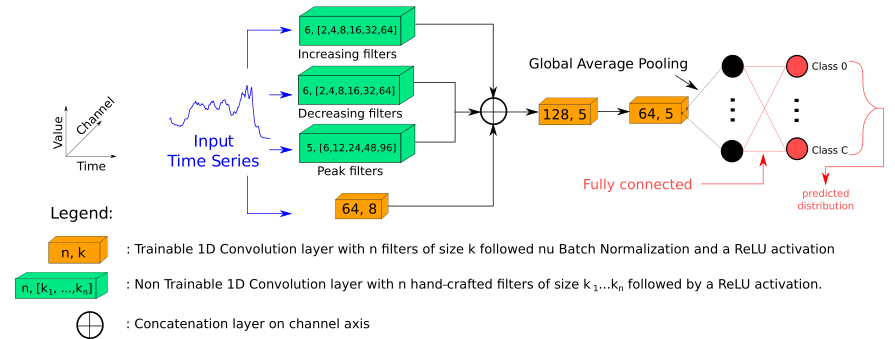 6, [2,4,8,16,32,64]
Increasing filters
6, [2,4,8,16,32,64]
Decreasing filters
5, [6,12,24,48,96]
Peak filters
64, 8
Value
Channel
Time
Input
Time Series
128, 5
64, 5
Global Average Pooling
Class 0
Class C
Fully connected
predicted
distribution
Legend:
n, k
: Trainable 1D Convolution layer with n filters of size k followed nu Batch Normalization and a ReLU activation
n, [k1, ...,kn]
: Non Trainable 1D Convolution layer with n hand-crafted filters of size k1...kn followed by a ReLU activation.
: Concatenation layer on channel axis